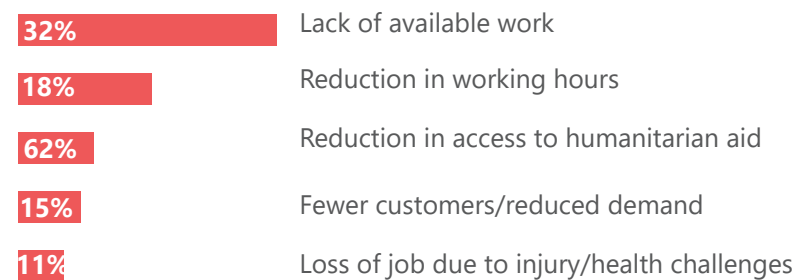 32% Lack of available work
18% Reduction in working hours
62% Reduction in access to humanitarian aid
15% Fewer customers/reduced demand
11% Loss of job due to injury/health challenges